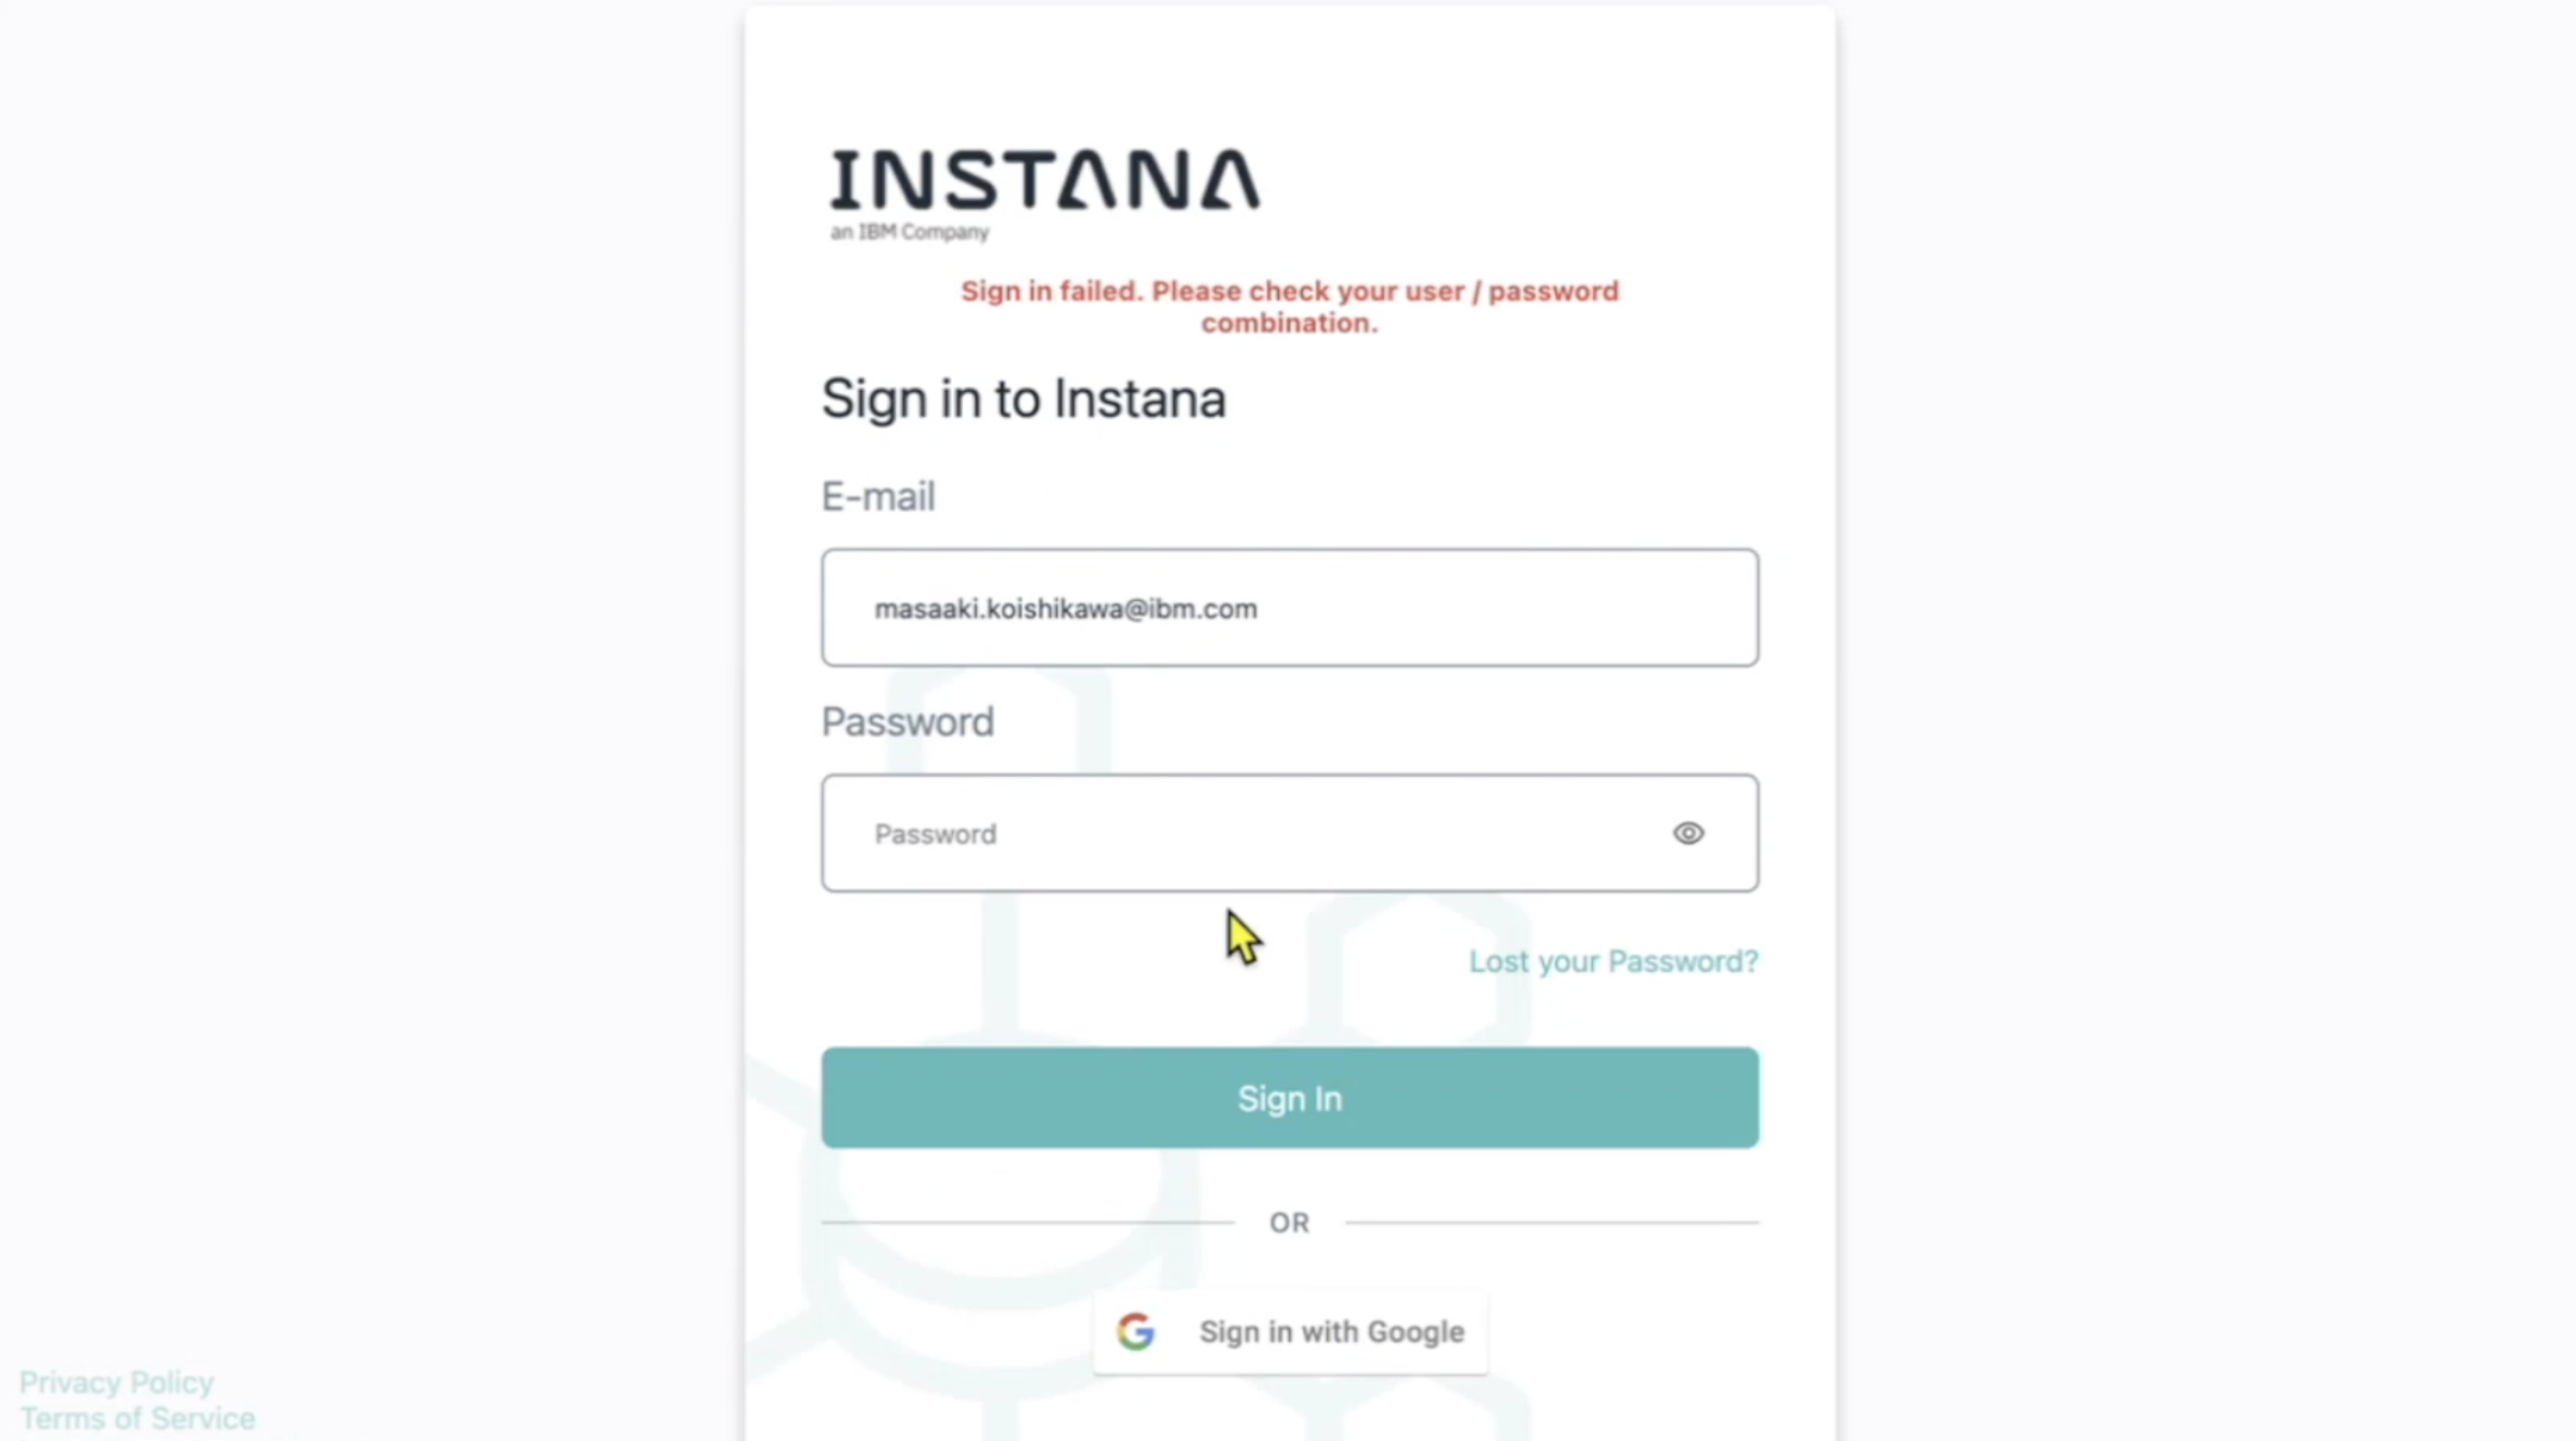 INSTANA
an IBM Company
Sign in failed. Please check your user / password
combination.
Sign in to Instana
E-mail
masaaki.koishikawa@ibm.com
Password
Password
Lost your Password?
Sign In
OR
Sign in with Google
Privacy Policy
Terms of Service